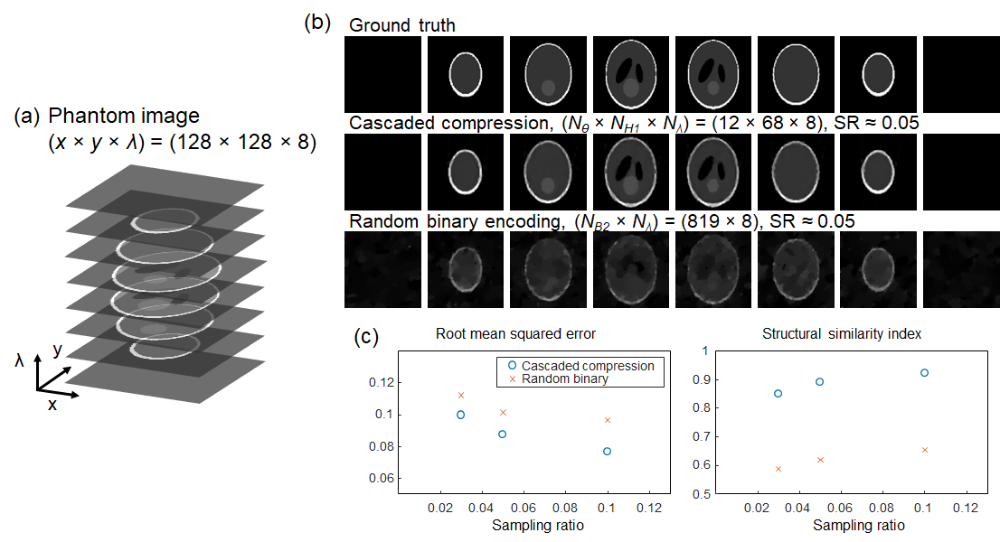 (a) Phantom image
(x × y × λ) = (128 × 128 × 8)
λ
y
x
(b)
Ground truth
Cascaded compression, (Nθ × NH1 × Nλ) = (12 × 68 × 8), SR ≈ 0.05
Random binary encoding, (NB2 × Nλ) = (819 × 8), SR ≈ 0.05
(c)
Root mean squared error
Cascaded compression
Random binary
0.12
0.1
0.08
0.06
0.02 0.04 0.06 0.08 0.1 0.12
Sampling ratio
Structural similarity index
1
0.9
0.8
0.7
0.6
0.5
0.02 0.04 0.06 0.08 0.1 0.12
Sampling ratio